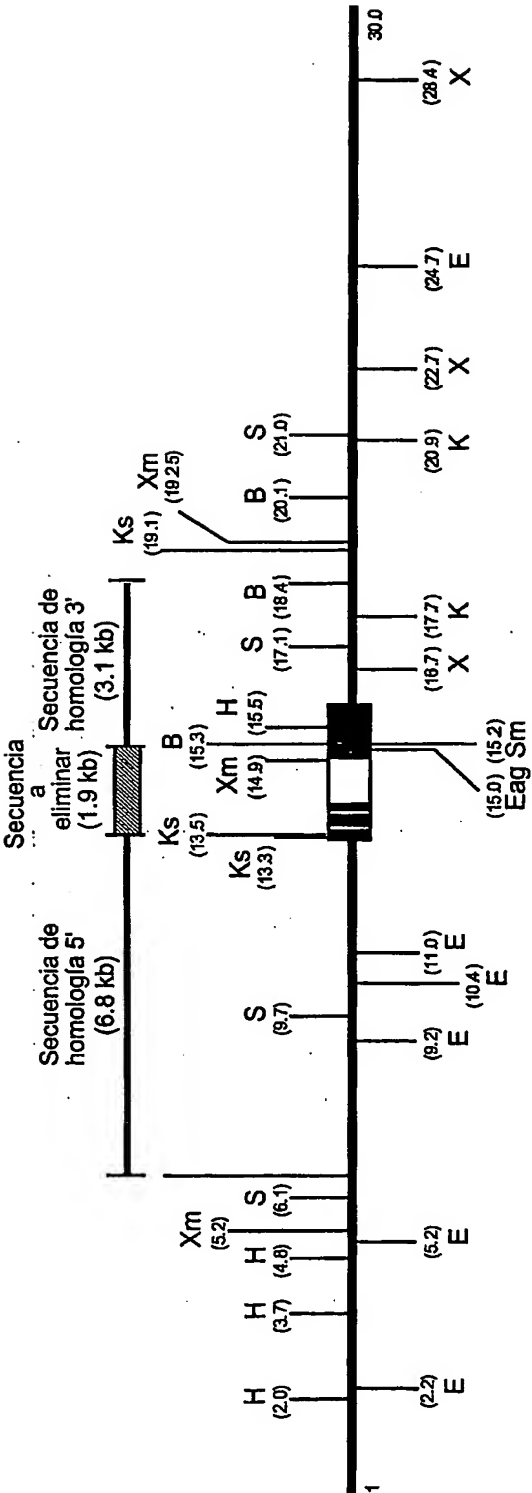 Secuencia de
homología 5'
(6.8 kb)
Secuencia
a
eliminar
(1.9 kb)
Secuencia de
homología 3'
(3.1 kb)
H
(2.0)
H
(3.7)
H
(4.8)
Xm
(5.2)
S
(6.1)
S
(9.7)
Ks
(13.3)
Ks
(13.5)
Xm
(14.9)
B
(15.3)
H
(15.5)
S
(17.1)
B
(18.4)
Ks
(19.1)
Xm
(19.25)
B
(20.1)
S
(21.0)
1
30.0
(2.2)
E
(5.2)
E
(9.2)
E
(10.4)
E
(11.0)
E
(15.0)
Eag
(15.2)
Sm
(16.7)
X
(17.7)
K
(20.9)
K
(22.7)
X
(24.7)
E
(28.4)
X